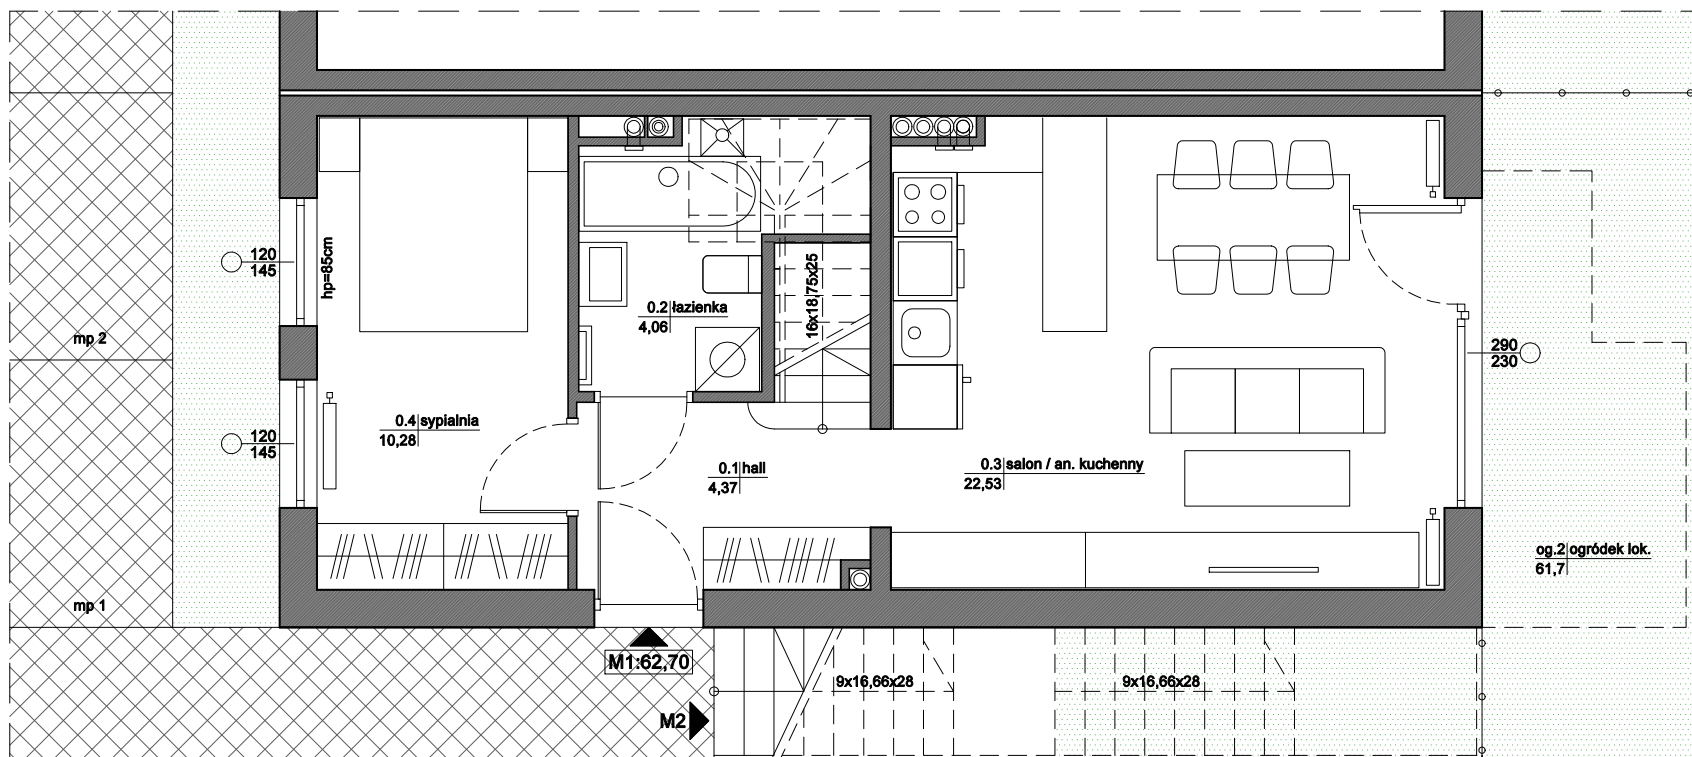 120
145
hp=85cm
16x18,75x25
0.2 łazienka
4,06
mp 2
290
230
0.4 sypialnia
10,28
120
145
0.1 hall
4,37
0.3 salon / an. kuchenny
22,53
og.2 ogródek lok.
61,7
mp 1
M1:62,70
9x16,66x28
9x16,66x28
M2